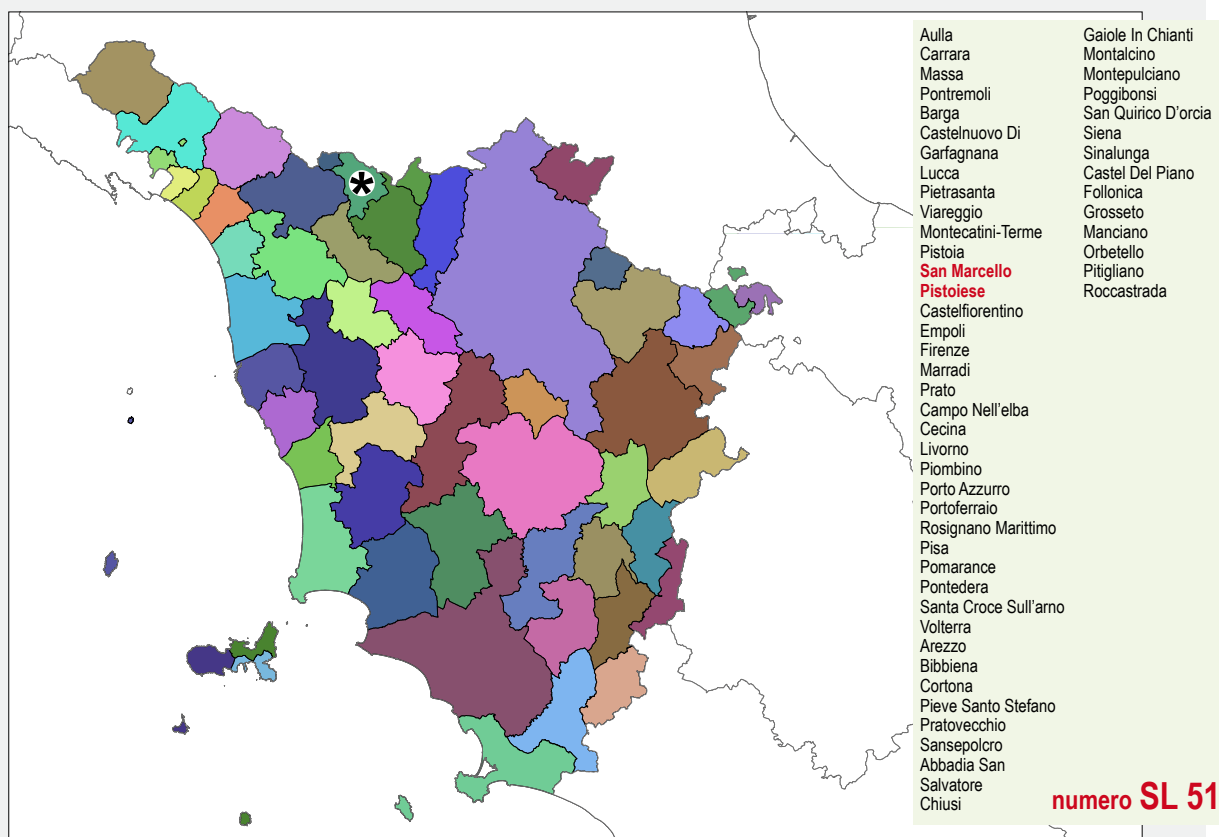 *
Aulla
Carrara
Massa
Pontremoli
Barga
Castelnuovo Di
Garfagnana
Lucca
Pietrasanta
Viareggio
Montecatini-Terme
Pistoia
San Marcello
Pistoiese
Castelfiorentino
Empoli
Firenze
Marradi
Prato
Campo Nell'elba
Cecina
Livorno
Piombino
Porto Azzurro
Portoferraio
Rosignano Marittimo
Pisa
Pomarance
Pontedera
Santa Croce Sull'arno
Volterra
Arezzo
Bibbiena
Cortona
Pieve Santo Stefano
Pratovecchio
Sansepolcro
Abbadia San
Salvatore
Chiusi
Gaiole In Chianti
Montalcino
Montepulciano
Poggibonsi
San Quirico D'orcia
Siena
Sinalunga
Castel Del Piano
Follonica
Grosseto
Manciano
Orbetello
Pitigliano
Roccastrada
numero SL 51